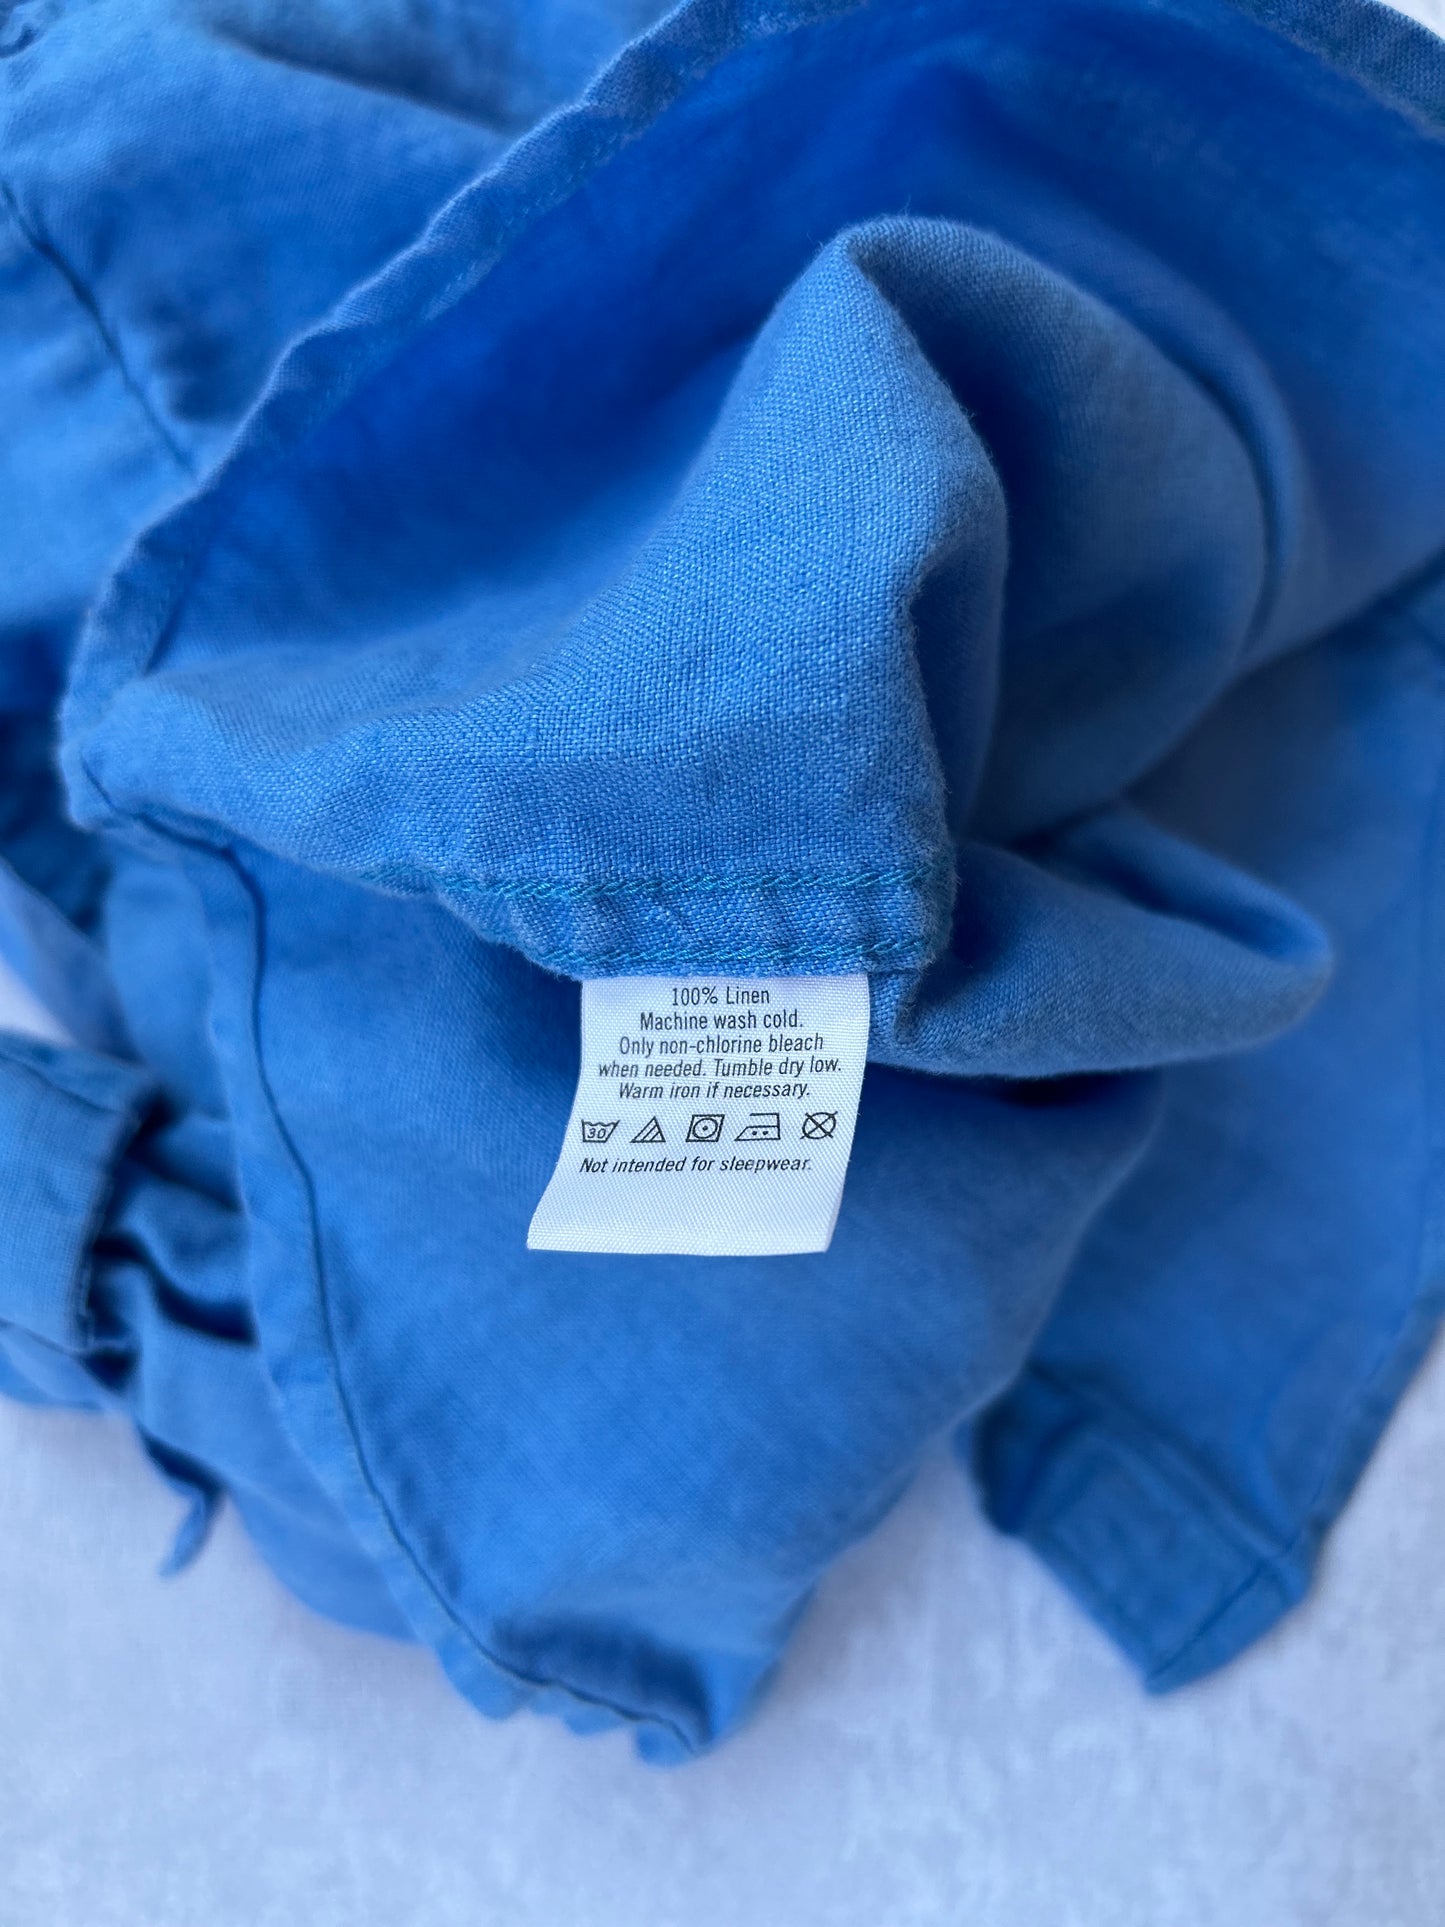 100% Linen
Machine wash cold.
Only non-chlorine bleach
when needed. Tumble dry low.
Warm iron if necessary.
30
Not intended for sleepwear.